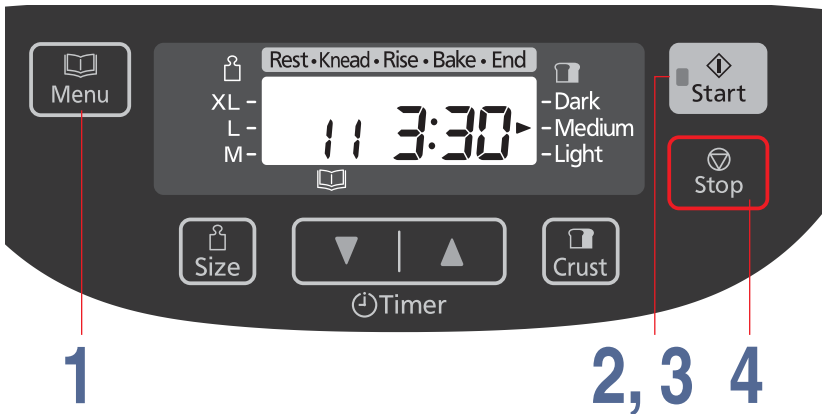 Rest • Knead • Rise • Bake • End
Menu
XL –
L –
M –
11 3:30
– Dark
– Medium
– Light
Start
Stop
Size
Crust
Timer
1
2, 3
4